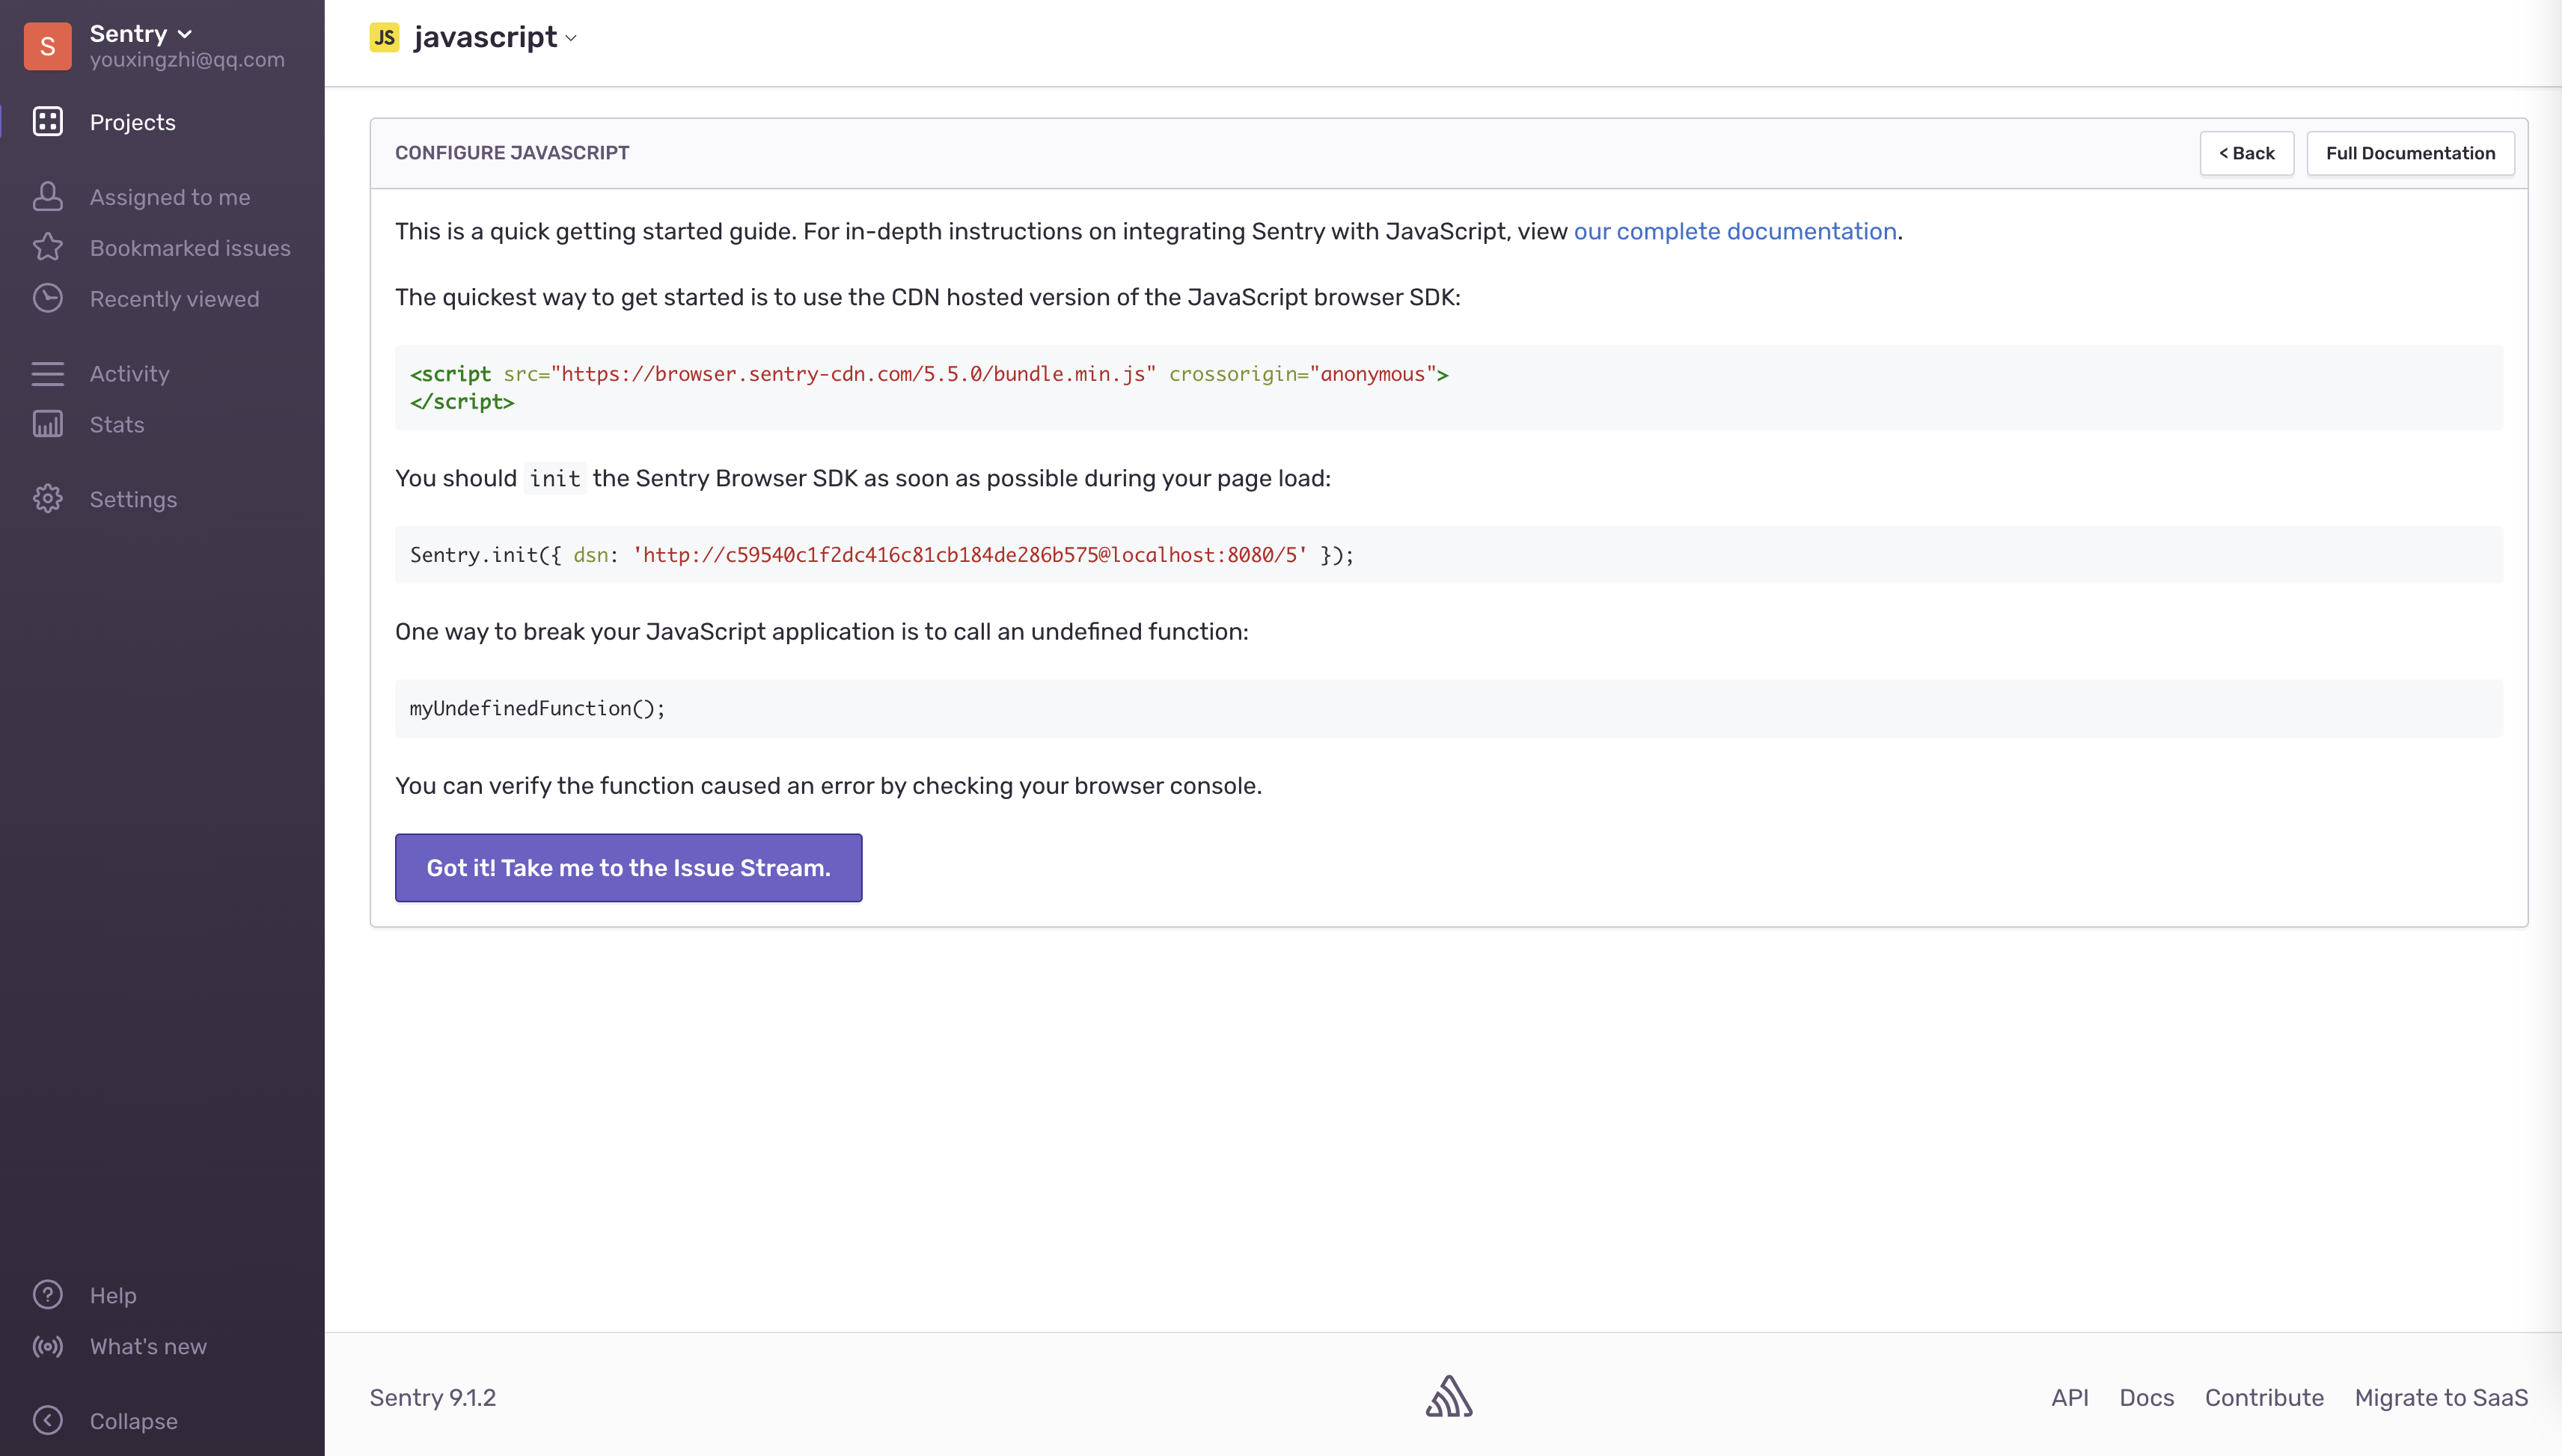 S
Sentry
youxingzhi@qq.com
Projects
Assigned to me
Bookmarked issues
Recently viewed
Activity
Stats
Settings
Help
What's new
Collapse
JS javascript
CONFIGURE JAVASCRIPT
< Back
Full Documentation
This is a quick getting started guide. For in-depth instructions on integrating Sentry with JavaScript, view our complete documentation.
The quickest way to get started is to use the CDN hosted version of the JavaScript browser SDK:
<script src="https://browser.sentry-cdn.com/5.5.0/bundle.min.js" crossorigin="anonymous">
</script>
You should init the Sentry Browser SDK as soon as possible during your page load:
Sentry.init({ dsn: 'http://c59540c1f2dc416c81cb184de286b575@localhost:8080/5' });
One way to break your JavaScript application is to call an undefined function:
myUndefinedFunction();
You can verify the function caused an error by checking your browser console.
Got it! Take me to the Issue Stream.
Sentry 9.1.2
API
Docs
Contribute
Migrate to SaaS